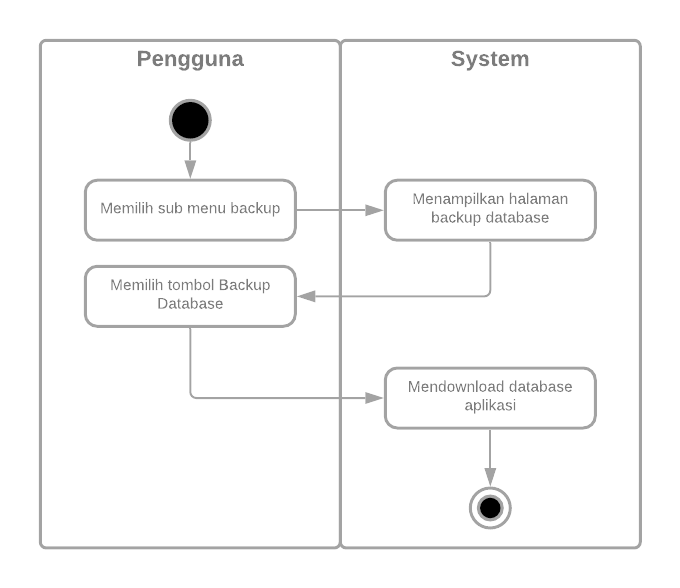 Pengguna
System
Memilih sub menu backup
Menampilkan halaman
backup database
Memilih tombol Backup
Database
Mendownload database
aplikasi